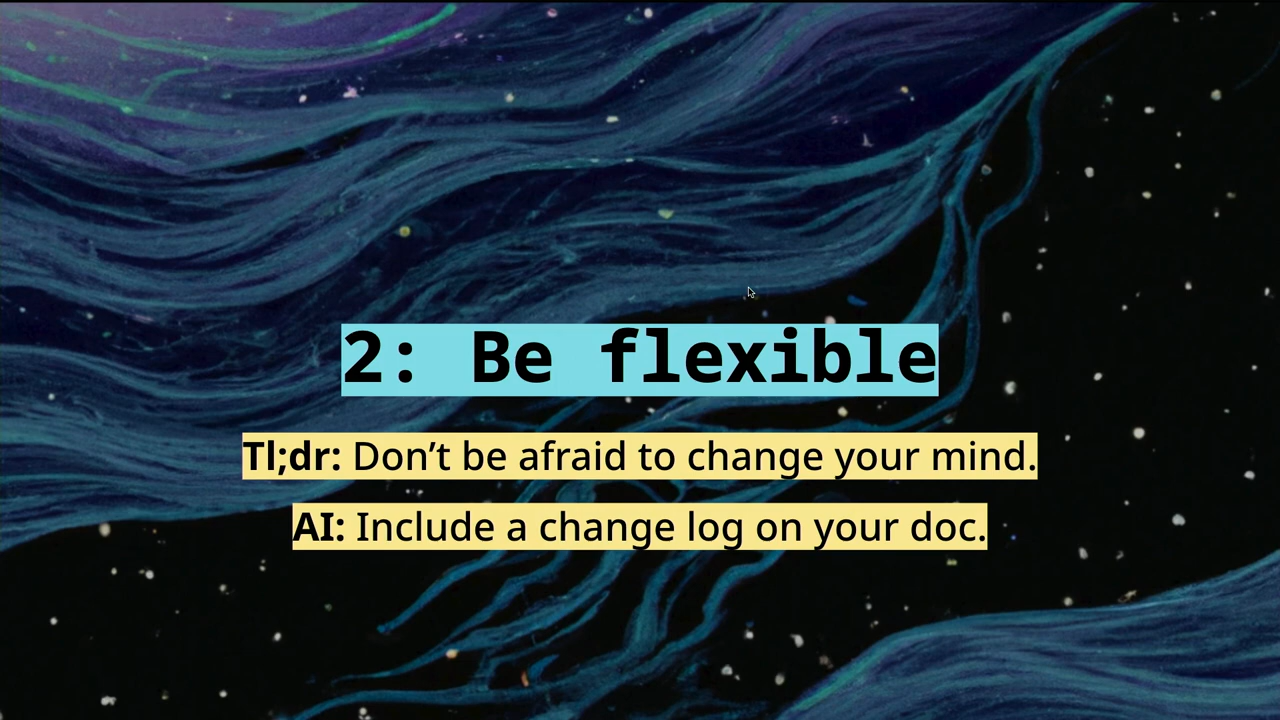 2: Be flexible
Tl;dr: Don’t be afraid to change your mind.
AI: Include a change log on your doc.